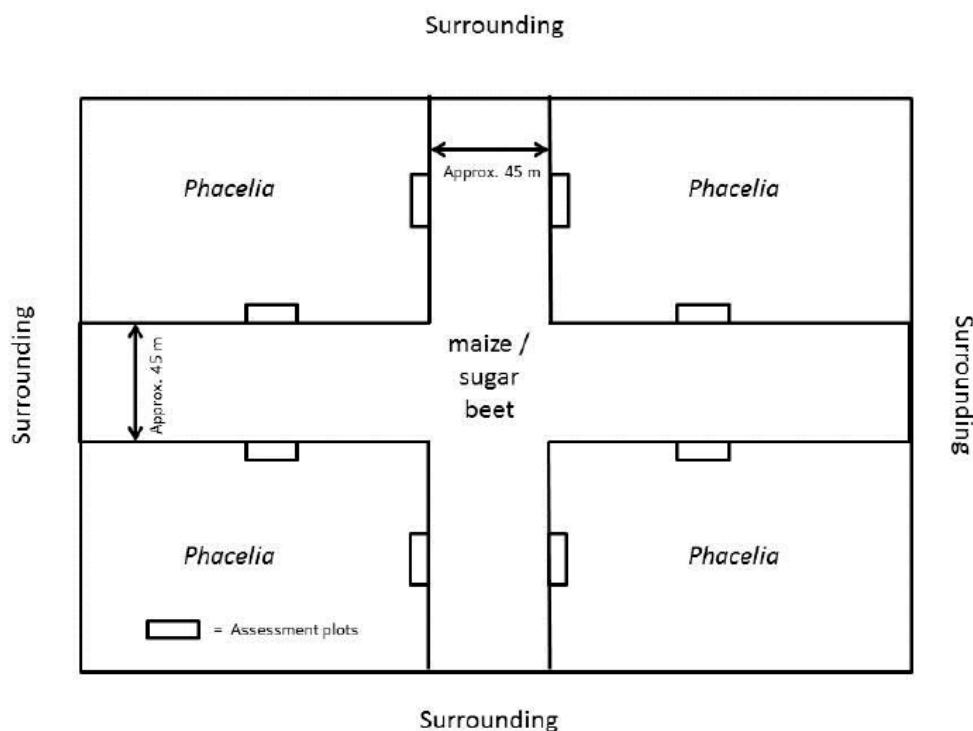 Surrounding
Phacelia
Approx. 45 m
Phacelia
Surrounding
Approx. 45 m
maize /
sugar
beet
Surrounding
Phacelia
Phacelia
= Assessment plots
Surrounding